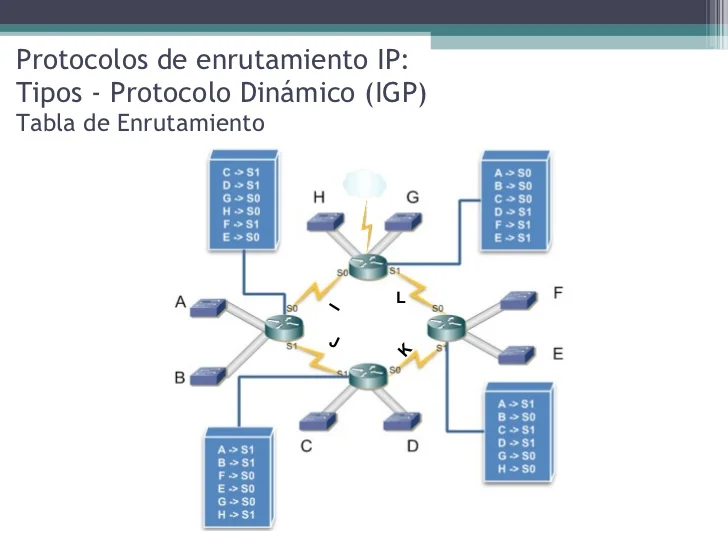 Protocolos de enrutamiento IP:
Tipos - Protocolo Dinámico (IGP)
Tabla de Enrutamiento
C -> S1
D -> S1
G -> S0
H -> S0
F -> S1
E -> S0
A -> S0
B -> S0
C -> S0
D -> S1
F -> S1
E -> S1
H
G
S0
S1
A
S0
I
L
S0
F
S1
J
K
S1
E
B
S1
S0
C
D
A -> S1
B -> S1
F -> S0
E -> S0
G -> S0
H -> S1
A -> S1
B -> S0
C -> S1
D -> S1
G -> S0
H -> S0